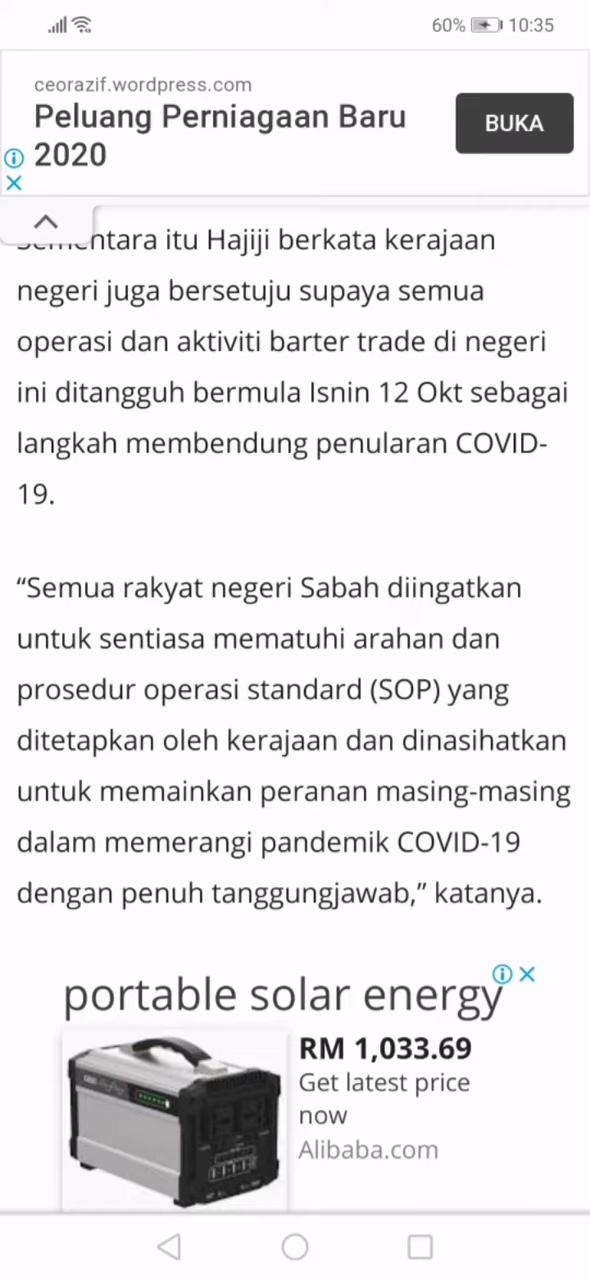 60% 10:35
ceorazif.wordpress.com
Peluang Perniagaan Baru
2020
BUKA
Sementara itu Hajiji berkata kerajaan
negeri juga bersetuju supaya semua
operasi dan aktiviti barter trade di negeri
ini ditangguh bermula Isnin 12 Okt sebagai
langkah membendung penularan COVID-
19.
“Semua rakyat negeri Sabah diingatkan
untuk sentiasa mematuhi arahan dan
prosedur operasi standard (SOP) yang
ditetapkan oleh kerajaan dan dinasihatkan
untuk memainkan peranan masing-masing
dalam memerangi pandemik COVID-19
dengan penuh tanggungjawab,” katanya.
portable solar energy
RM 1,033.69
Get latest price
now
Alibaba.com